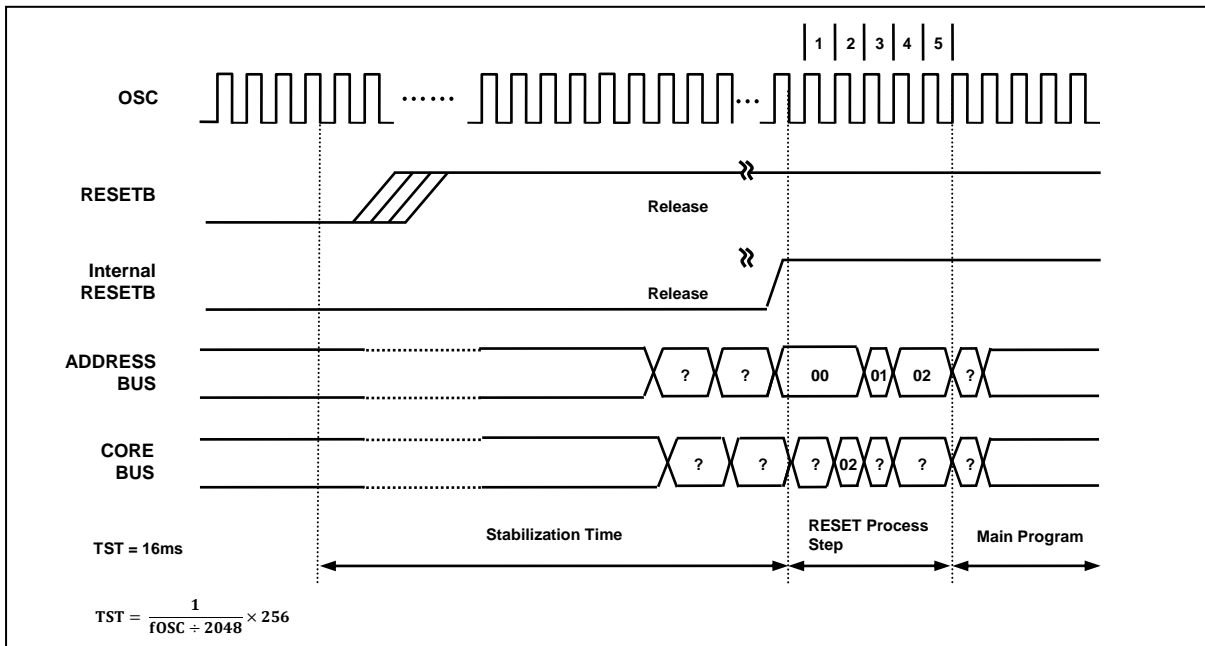 1 2 3 4 5
OSC
RESETB
Release
Internal
RESETB
Release
ADDRESS
BUS
? ? 00 01 02 ?
CORE
BUS
? ? ? 02 ? ? ?
TST = 16ms
Stabilization Time
RESET Process
Step
Main Program
TST = 1 / fOSC ÷ 2048 × 256